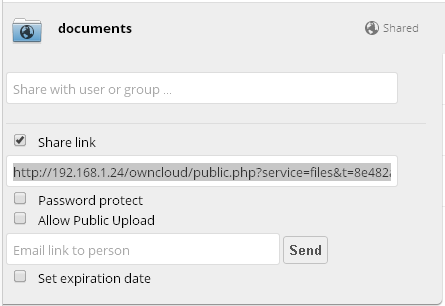 documents
Shared
Share with user or group ...
Share link
http://192.168.1.24/owncloud/public.php?service=files&t=8e482
Password protect
Allow Public Upload
Email link to person
Send
Set expiration date